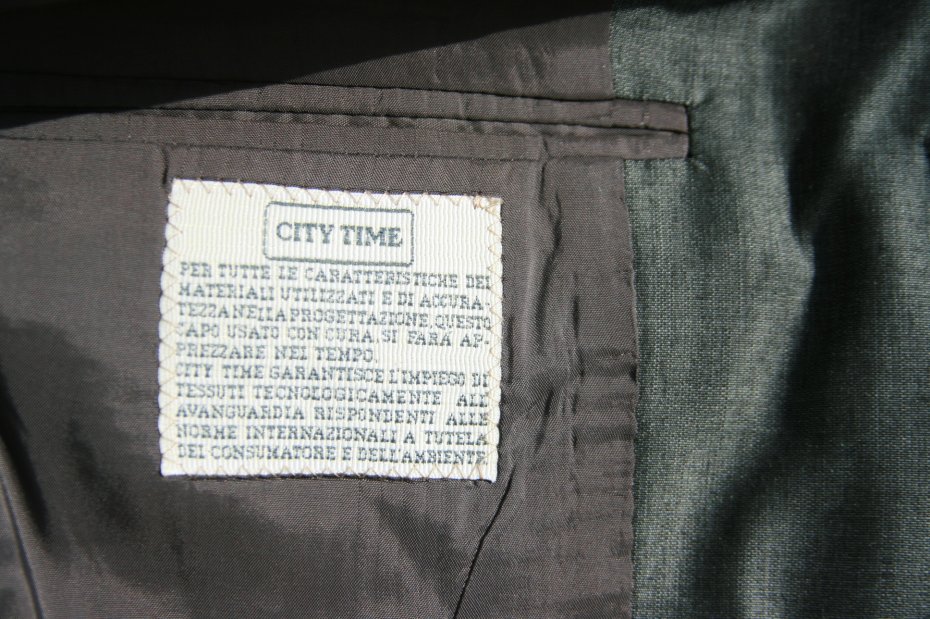 CITY TIME
PER TUTTE LE CARATTERISTICHE DEI
MATERIALI UTILIZZATI E DI ACCURA-
TEZZA NELLA PROGETTAZIONE, QUESTO
CAPO USATO CON CURA, SI FARÀ AP-
PREZZARE NEL TEMPO.
CITY TIME GARANTISCE L'IMPIEGO DI
TESSUTI TECNOLOGICAMENTE ALL'
AVANGUARDIA RISPONDENTI ALLE
NORME INTERNAZIONALI A TUTELA
DEL CONSUMATORE E DELL'AMBIENTE